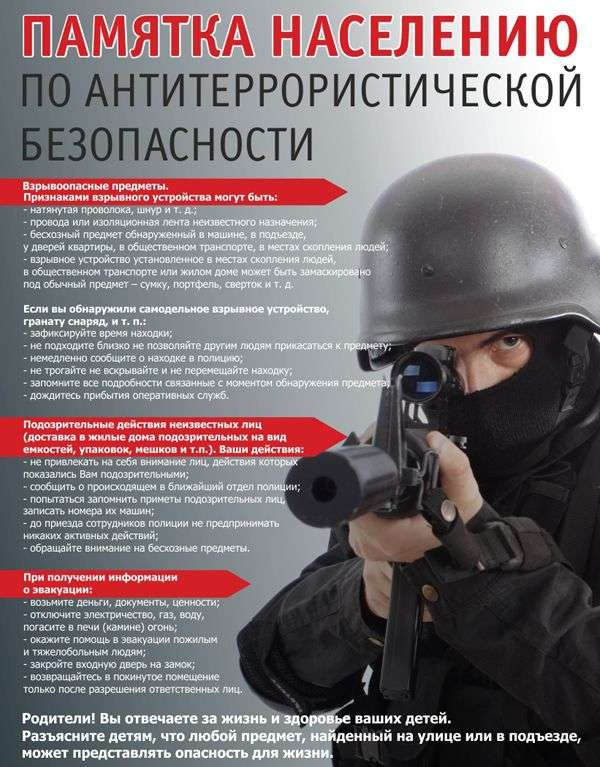 ПАМЯТКА НАСЕЛЕНИЮ
ПО АНТИТЕРРОРИСТИЧЕСКОЙ
БЕЗОПАСНОСТИ
Взрывоопасные предметы.
Признаками взрывного устройства могут быть:
- натянутая проволока, шнур и т. д.;
- провода или изоляционная лента неизвестного назначения;
- бесхозный предмет обнаруженный в машине, в подъезде,
у дверей квартиры, в общественном транспорте, в местах скопления людей;
- взрывное устройство установленное в местах скопления людей,
в общественном транспорте или жилом доме может быть замаскировано
под обычный предмет – сумку, портфель, сверток и т. д.
Если вы обнаружили самодельное взрывное устройство,
гранату снаряд, и т. п.:
- зафиксируйте время находки;
- не подходите близко не позволяйте другим людям прикасаться к предмету;
- немедленно сообщите о находке в полицию;
- не трогайте не вскрывайте и не перемещайте находку;
- запомните все подробности связанные с моментом обнаружения предмета;
- дождитесь прибытия оперативных служб.
Подозрительные действия неизвестных лиц
(доставка в жилые дома подозрительных на вид
емкостей, упаковок, мешков и т.п.). Ваши действия:
- не привлекать на себя внимание лиц, действия которых
показались Вам подозрительными;
- сообщить о происходящем в ближайший отдел полиции;
- попытаться запомнить приметы подозрительных лиц,
записать номера их машин;
- до приезда сотрудников полиции не предпринимать
никаких активных действий;
- обращайте внимание на бесхозные предметы.
При получении информации
о эвакуации:
- возьмите деньги, документы, ценности;
- отключите электричество, газ, воду,
погасите в печи (камине) огонь;
- окажите помощь в эвакуации пожилым
и тяжелобольным людям;
- закройте входную дверь на замок;
- возвращайтесь в покинутое помещение
только после разрешения ответственных лиц.
Родители! Вы отвечаете за жизнь и здоровье ваших детей.
Разъясните детям, что любой предмет, найденный на улице или в подъезде,
может представлять опасность для жизни.